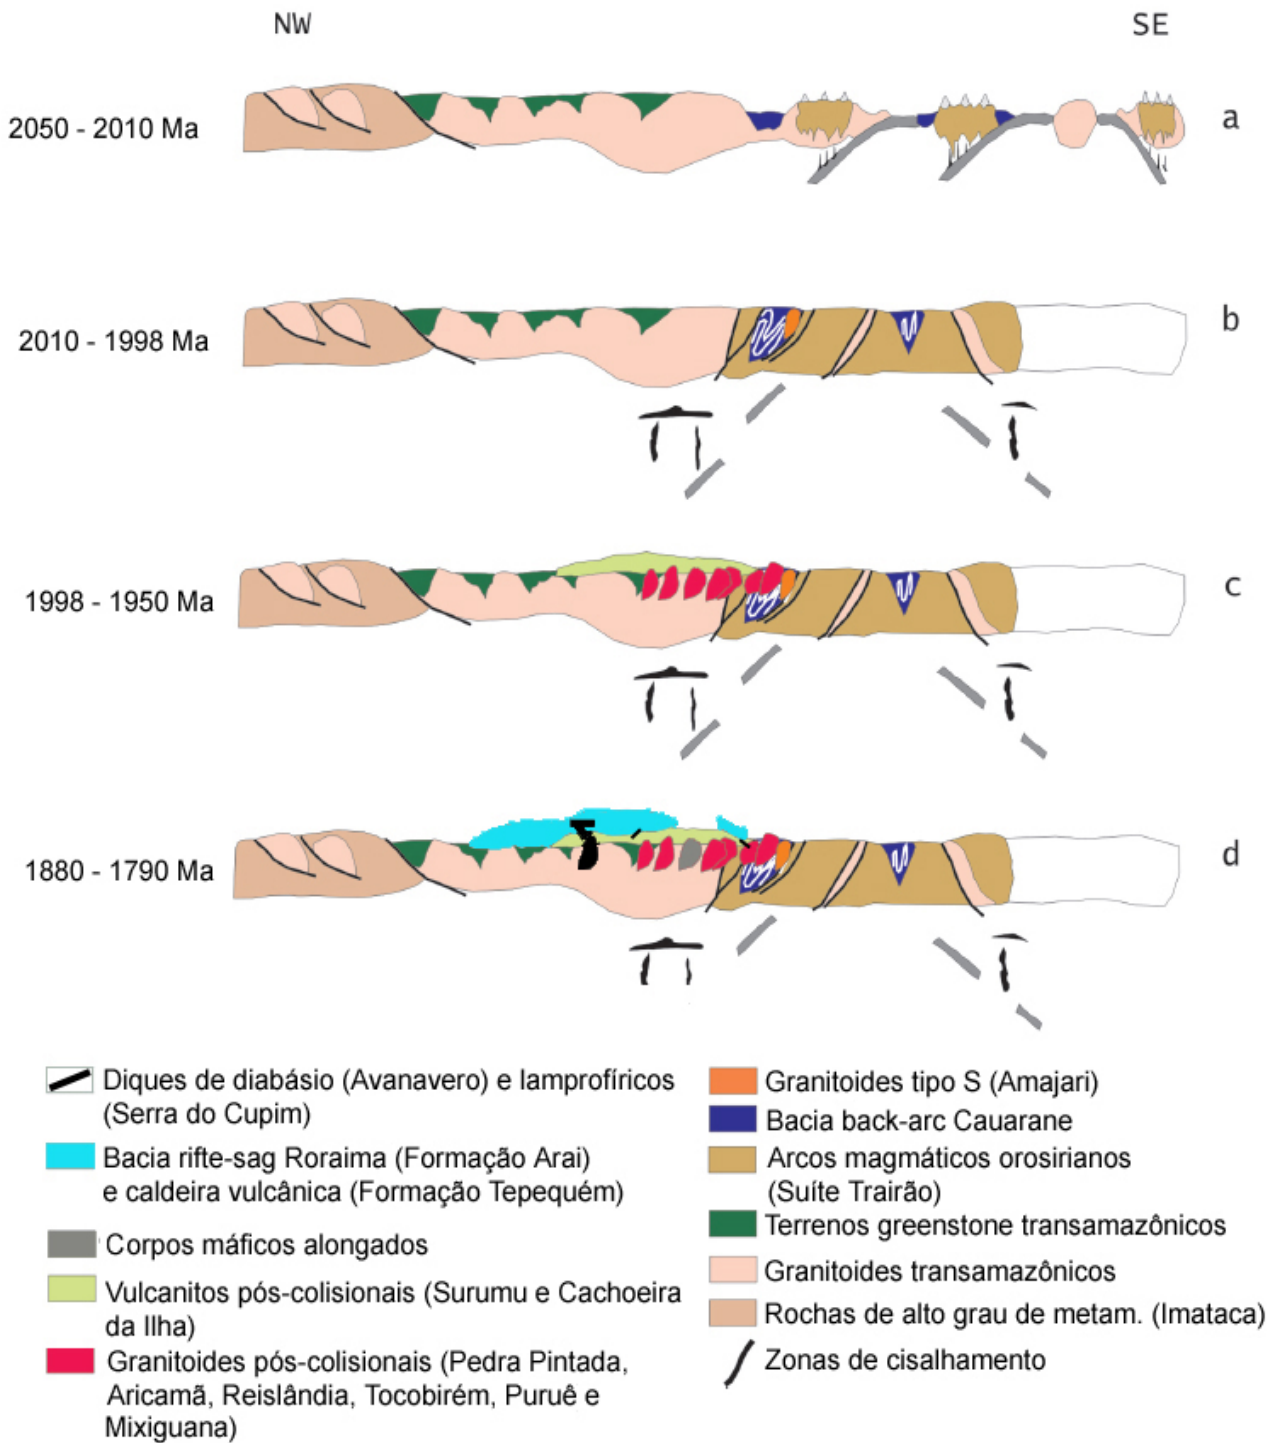 NW
SE
2050 - 2010 Ma
a
2010 - 1998 Ma
b
1998 - 1950 Ma
c
1880 - 1790 Ma
d
Diques de diabásio (Avanavero) e lamprofíricos
(Serra do Cupim)
Bacia rifte-sag Roraima (Formação Arai)
e caldeira vulcânica (Formação Tepequém)
Corpos máficos alongados
Vulcanitos pós-colisionais (Surumu e Cachoeira
da Ilha)
Granitoides pós-colisionais (Pedra Pintada,
Aricamã, Reislândia, Tocobirém, Puruê e
Mixiguana)
Granitoides tipo S (Amajari)
Bacia back-arc Cauarane
Arcos magmáticos orosirianos
(Suíte Trairão)
Terrenos greenstone transamazônicos
Granitoides transamazônicos
Rochas de alto grau de metam. (Imataca)
Zonas de cisalhamento